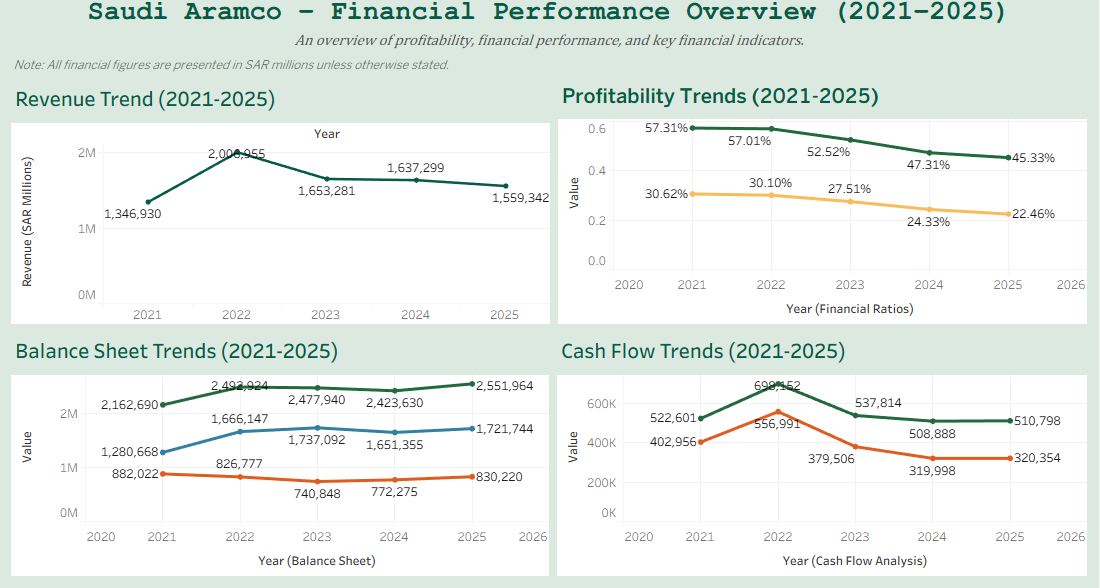 Saudi Aramco – Financial Performance Overview (2021–2025)
An overview of profitability, financial performance, and key financial indicators.
Note: All financial figures are presented in SAR millions unless otherwise stated.
Revenue Trend (2021-2025)
Year
Revenue (SAR Millions)
2M
1M
0M
1,346,930
1,653,281
1,637,299
1,559,342
2021 2022 2023 2024 2025
Profitability Trends (2021-2025)
Value
0.6
0.4
0.2
0.0
57.31%
57.01%
52.52%
47.31%
45.33%
30.62%
30.10%
27.51%
24.33%
22.46%
2020 2021 2022 2023 2024 2025 2026
Year (Financial Ratios)
Balance Sheet Trends (2021-2025)
Value
2M
1M
0M
2,162,690
2,492,924
2,477,940
2,423,630
2,551,964
1,280,668
1,666,147
1,737,092
1,651,355
1,721,744
882,022
826,777
740,848
772,275
830,220
2020 2021 2022 2023 2024 2025 2026
Year (Balance Sheet)
Cash Flow Trends (2021-2025)
Value
600K
400K
200K
0K
522,601
698,152
537,814
508,888
510,798
402,956
556,991
379,506
319,998
320,354
2020 2021 2022 2023 2024 2025 2026
Year (Cash Flow Analysis)